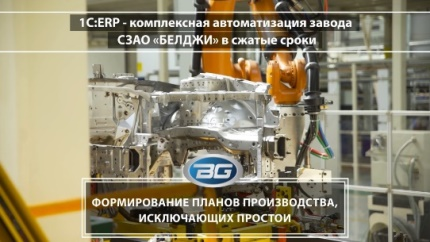 1С:ERP - комплексная автоматизация завода
СЗАО «БЕЛДЖИ» в сжатые сроки
BG
ФОРМИРОВАНИЕ ПЛАНОВ ПРОИЗВОДСТВА,
ИСКЛЮЧАЮЩИХ ПРОСТОИ